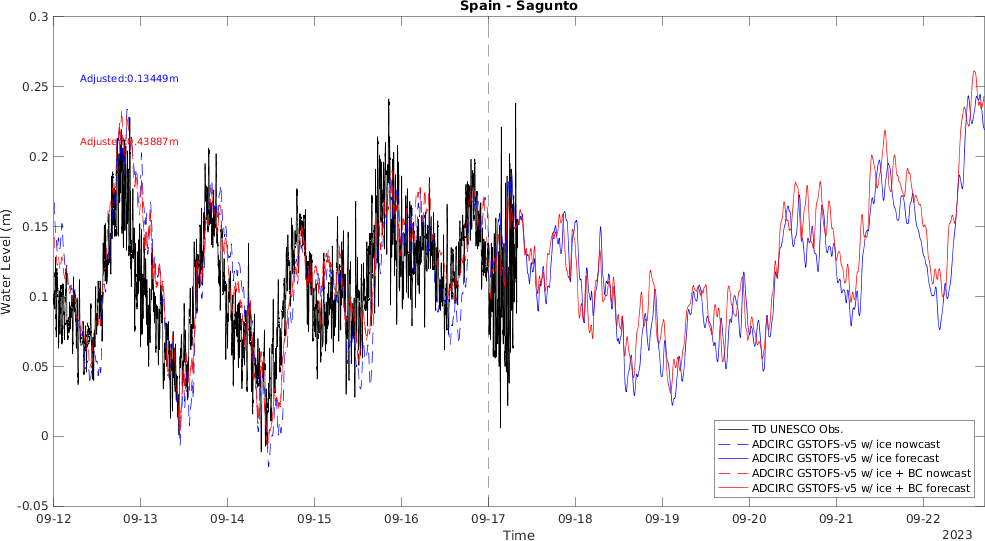 Spain - Sagunto
0.3
0.25
0.2
0.15
0.1
0.05
0
-0.05
Water Level (m)
Adjusted:0.13449m
Adjusted:0.43887m
TD UNESCO Obs.
ADCIRC GSTOFS-v5 w/ ice nowcast
ADCIRC GSTOFS-v5 w/ ice forecast
ADCIRC GSTOFS-v5 w/ ice + BC nowcast
ADCIRC GSTOFS-v5 w/ ice + BC forecast
09-12 09-13 09-14 09-15 09-16 09-17 09-18 09-19 09-20 09-21 09-22
Time
2023